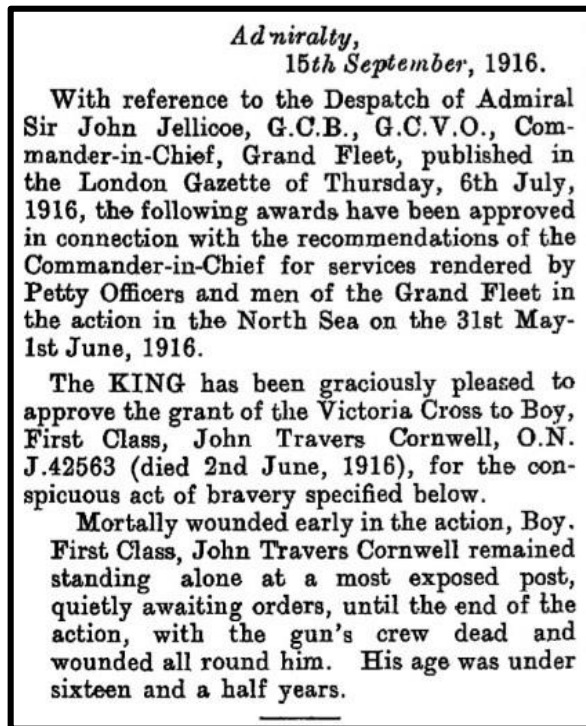 Admiralty,
15th September, 1916.
With reference to the Despatch of Admiral
Sir John Jellicoe, G.C.B., G.C.V.O., Com-
mander-in-Chief, Grand Fleet, published in
the London Gazette of Thursday, 6th July,
1916, the following awards have been approved
in connection with the recommendations of the
Commander-in-Chief for services rendered by
Petty Officers and men of the Grand Fleet in
the action in the North Sea on the 31st May-
1st June, 1916.
The KING has been graciously pleased to
approve the grant of the Victoria Cross to Boy,
First Class, John Travers Cornwell, O.N.
J.42563 (died 2nd June, 1916), for the con-
spicuous act of bravery specified below.
Mortally wounded early in the action, Boy.
First Class, John Travers Cornwell remained
standing alone at a most exposed post,
quietly awaiting orders, until the end of the
action, with the gun's crew dead and
wounded all round him. His age was under
sixteen and a half years.